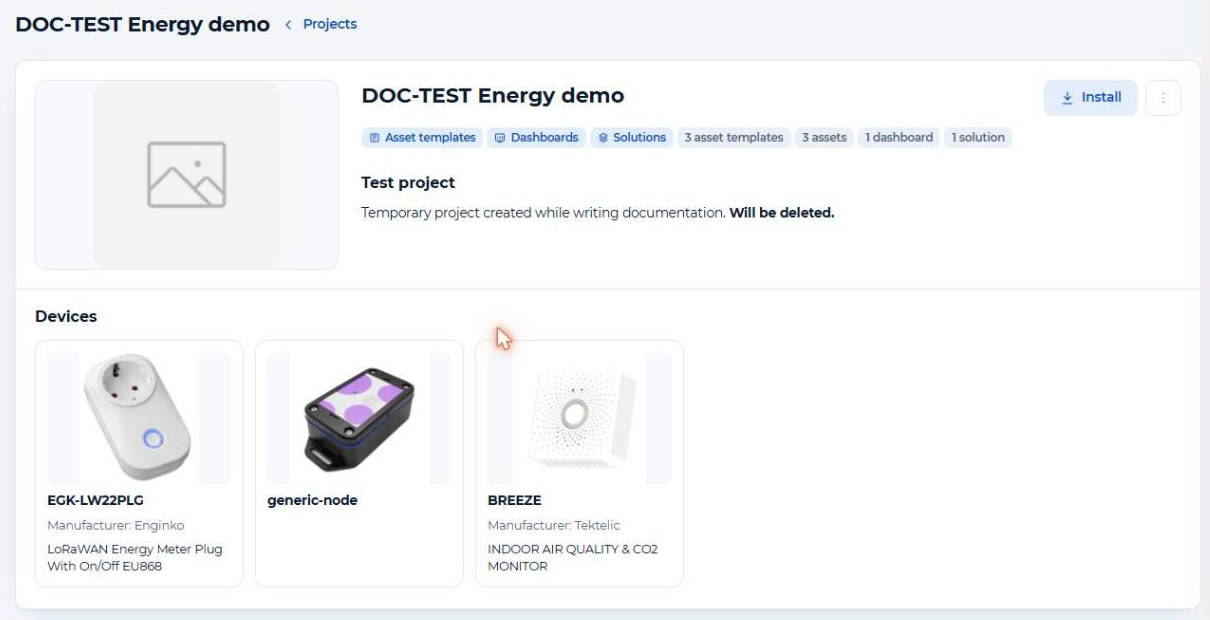 DOC-TEST Energy demo
Projects
DOC-TEST Energy demo
Install
Asset templates
Dashboards
Solutions
3 asset templates
3 assets
1 dashboard
1 solution
Test project
Temporary project created while writing documentation. Will be deleted.
Devices
EGK-LW22PLG
Manufacturer: Enginko
LoRaWAN Energy Meter Plug
With On/Off EU868
generic-node
BREEZE
Manufacturer: Tektelic
INDOOR AIR QUALITY & CO2
MONITOR